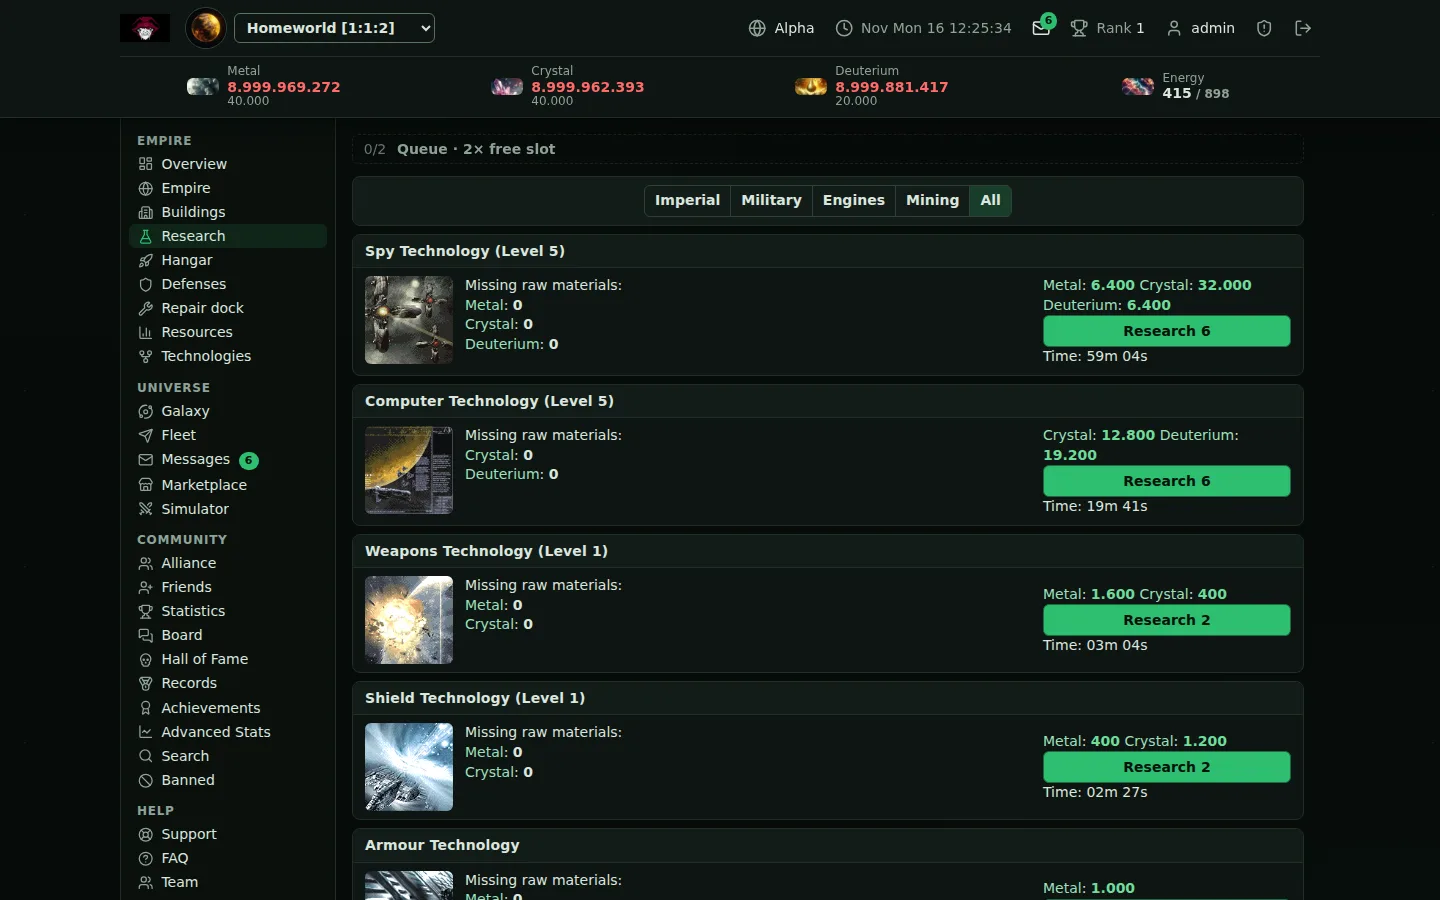 Homeworld [1:1:2]
Alpha
Nov Mon 16 12:25:34
6
Rank 1
admin
Metal
8.999.969.272
40.000
Crystal
8.999.962.393
40.000
Deuterium
8.999.881.417
20.000
Energy
415 / 898
EMPIRE
Overview
Empire
Buildings
Research
Hangar
Defenses
Repair dock
Resources
Technologies
UNIVERSE
Galaxy
Fleet
Messages 6
Marketplace
Simulator
COMMUNITY
Alliance
Friends
Statistics
Board
Hall of Fame
Records
Achievements
Advanced Stats
Search
Banned
HELP
Support
FAQ
Team
0/2 Queue · 2× free slot
Imperial Military Engines Mining All
Spy Technology (Level 5)
Missing raw materials:
Metal: 0
Crystal: 0
Deuterium: 0
Metal: 6.400 Crystal: 32.000
Deuterium: 6.400
Research 6
Time: 59m 04s
Computer Technology (Level 5)
Missing raw materials:
Crystal: 0
Deuterium: 0
Crystal: 12.800 Deuterium:
19.200
Research 6
Time: 19m 41s
Weapons Technology (Level 1)
Missing raw materials:
Metal: 0
Crystal: 0
Metal: 1.600 Crystal: 400
Research 2
Time: 03m 04s
Shield Technology (Level 1)
Missing raw materials:
Metal: 0
Crystal: 0
Metal: 400 Crystal: 1.200
Research 2
Time: 02m 27s
Armour Technology
Missing raw materials:
Metal: 0
Metal: 1.000